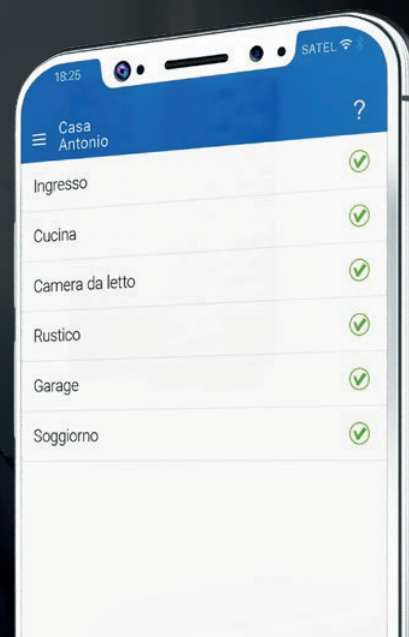 18:25
SATEL
Casa
Antonio
?
Ingresso
Cucina
Camera da letto
Rustico
Garage
Soggiorno